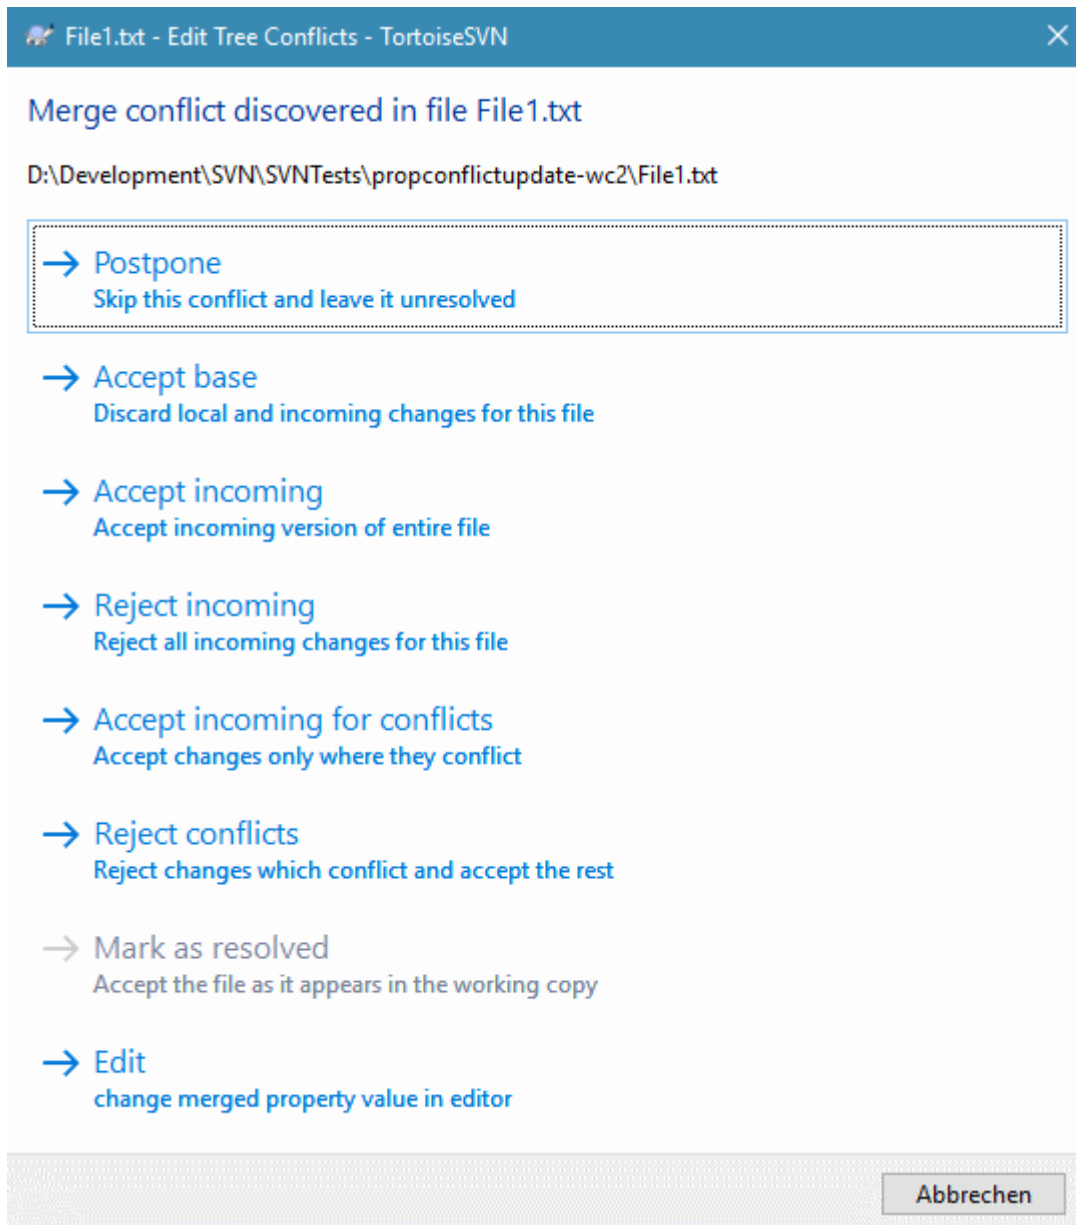 File1.txt - Edit Tree Conflicts - TortoiseSVN
Merge conflict discovered in file File1.txt
D:\Development\SVN\SVNTests\propconflictupdate-wc2\File1.txt
Postpone
Skip this conflict and leave it unresolved
Accept base
Discard local and incoming changes for this file
Accept incoming
Accept incoming version of entire file
Reject incoming
Reject all incoming changes for this file
Accept incoming for conflicts
Accept changes only where they conflict
Reject conflicts
Reject changes which conflict and accept the rest
Mark as resolved
Accept the file as it appears in the working copy
Edit
change merged property value in editor
Abbrechen